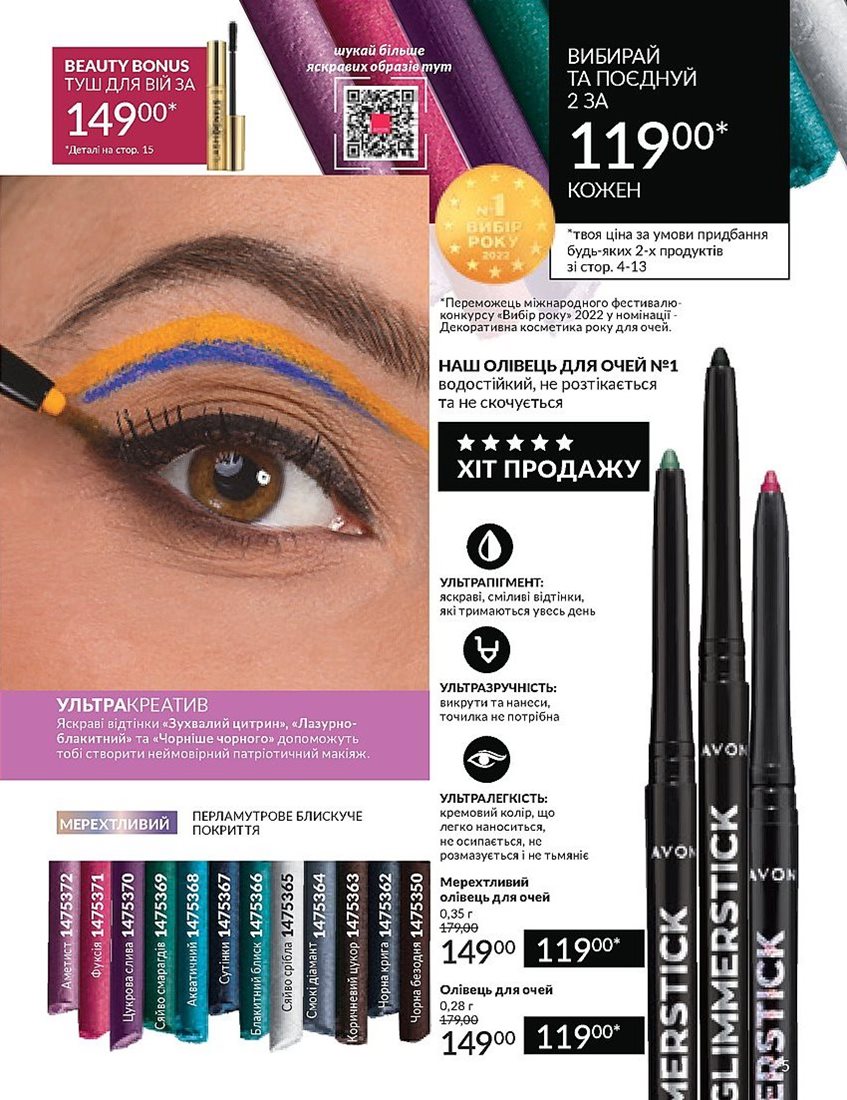 BEAUTY BONUS
ТУШ ДЛЯ ВІЙ ЗА
149⁰⁰*
*Деталі на стор. 15
шукай більше
яскравих образів тут
ВИБИРАЙ
ТА ПОЄДНУЙ
2 ЗА
119⁰⁰*
КОЖЕН
*твоя ціна за умови придбання
будь-яких 2-х продуктів
зі стор. 4-13
№1
ВИБІР
РОКУ
2022
*Переможець міжнародного фестивалю-
конкурсу «Вибір року» 2022 у номінації -
Декоративна косметика року для очей.
НАШ ОЛІВЕЦЬ ДЛЯ ОЧЕЙ №1
водостійкий, не розтікається
та не скочується
ХІТ ПРОДАЖУ
УЛЬТРАПІГМЕНТ:
яскраві, сміливі відтінки,
які тримаються увесь день
УЛЬТРАЗРУЧНІСТЬ:
викрути та нанеси,
точилка не потрібна
УЛЬТРАЛЕГКІСТЬ:
кремовий колір, що
легко наноситься,
не осипається, не
розмазується і не тьмяніє
УЛЬТРАКРЕАТИВ
Яскраві відтінки «Зухвалий цитрин», «Лазурно-
блакитний» та «Чорніше чорного» допоможуть
тобі створити неймовірний патріотичний макіяж.
МЕРЕХТЛИВИЙ
ПЕРЛАМУТРОВЕ БЛИСКУЧЕ
ПОКРИТТЯ
Аметист 1475372
Фуксія 1475371
Цукрова слива 1475370
Сяйво смарагдів 1475369
Акватичний 1475368
Сутінки 1475367
Блакитний блиск 1475366
Сяйво срібла 1475365
Смокі діамант 1475364
Коричневий цукор 1475363
Чорна крига 1475362
Чорна безодня 1475350
Мерехтливий
олівець для очей
0,35 г
179,00
149⁰⁰ 119⁰⁰*
Олівець для очей
0,28 г
179,00
149⁰⁰ 119⁰⁰*
AVON
MERSTICK
AVON
GLIMMERSTICK
AVON
ERSTICK
5